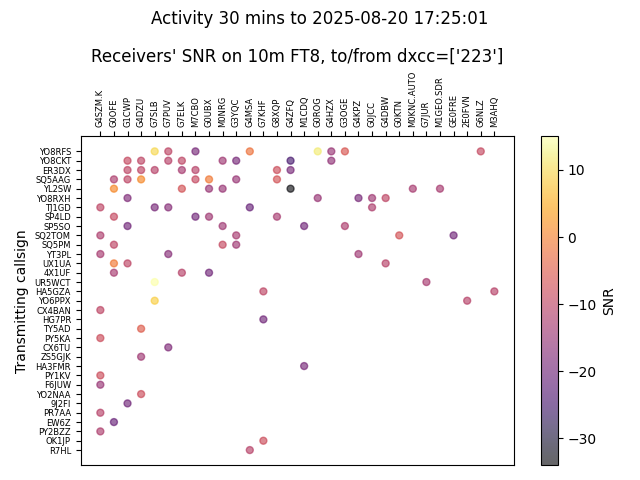 Activity 30 mins to 2025-08-20 17:25:01
Receivers' SNR on 10m FT8, to/from dxcc=['223']
G4SZM.K
G0OFE
G1CWP
G4DZU
G7SLB
G7PUV
G7ELK
M7CBO
G0UBX
M0NRG
G3YQC
G4MSA
G7KHF
G8XQP
G4ZFQ
M1CDQ
G0ROG
G4HZX
G3OGE
G4KPZ
G0JCC
G4DBW
G0KTN
M0KNC.AUTO
G7JUR
M1GEO.SDR
GE0FRE
2E0FVN
G6NLZ
M3AHQ
YO8RFS
YO8CKT
ER3DX
SQ5AAG
YL2SW
YO8RXH
TJ1GD
SP4LD
SP5SO
SQ2TOM
SQ5PM
YT3PL
UX1UA
4X1UF
UR5WCT
HA5GZA
YO6PPX
CX4BAN
HG7PR
TY5AD
PY5KA
CX6TU
ZS5GJK
HA3FMR
PY1KV
F6JUW
YO2NAA
9J2FI
PR7AA
EW6Z
PY2BZZ
OK1JP
R7HL
Transmitting callsign
10
0
−10
−20
−30
SNR